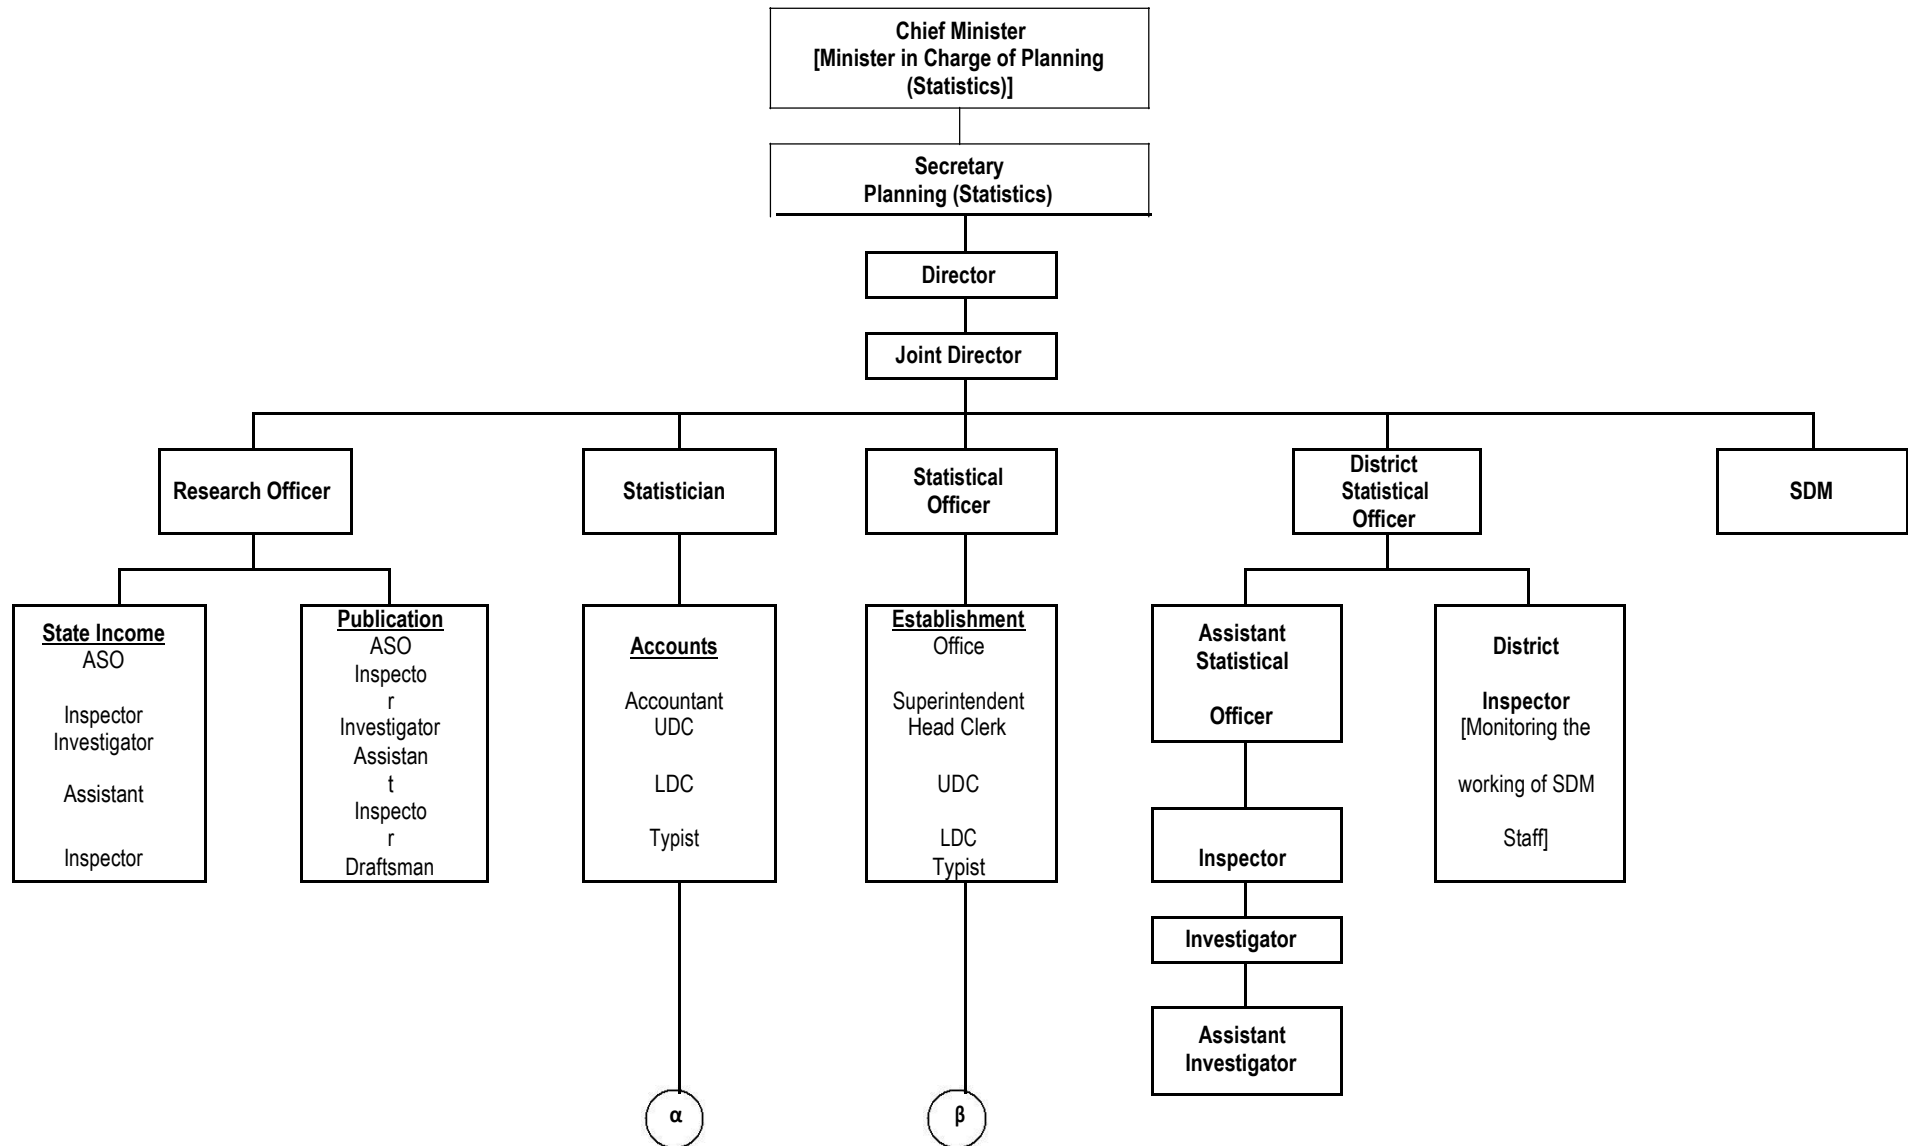 Chief Minister
[Minister in Charge of Planning
(Statistics)]
Secretary
Planning (Statistics)
Director
Joint Director
Research Officer
Statistician
Statistical
Officer
District
Statistical
Officer
SDM
State Income
ASO
Inspector
Investigator
Assistant
Inspector
Publication
ASO
Inspecto
r
Investigator
Assistan
t
Inspecto
r
Draftsman
Accounts
Accountant
UDC
LDC
Typist
Establishment
Office
Superintendent
Head Clerk
UDC
LDC
Typist
Assistant
Statistical
Officer
District
Inspector
[Monitoring the
working of SDM
Staff]
Inspector
Investigator
Assistant
Investigator
α
β